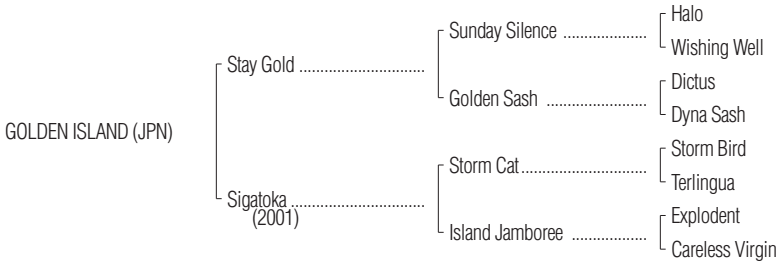 Halo
Sunday Silence ....................
Wishing Well
Stay Gold ..............................
Dictus
Golden Sash ........................
Dyna Sash
GOLDEN ISLAND (JPN)
Storm Bird
Storm Cat..............................
Terlingua
Sigatoka ................................
(2001)
Explodent
Island Jamboree ..................
Careless Virgin